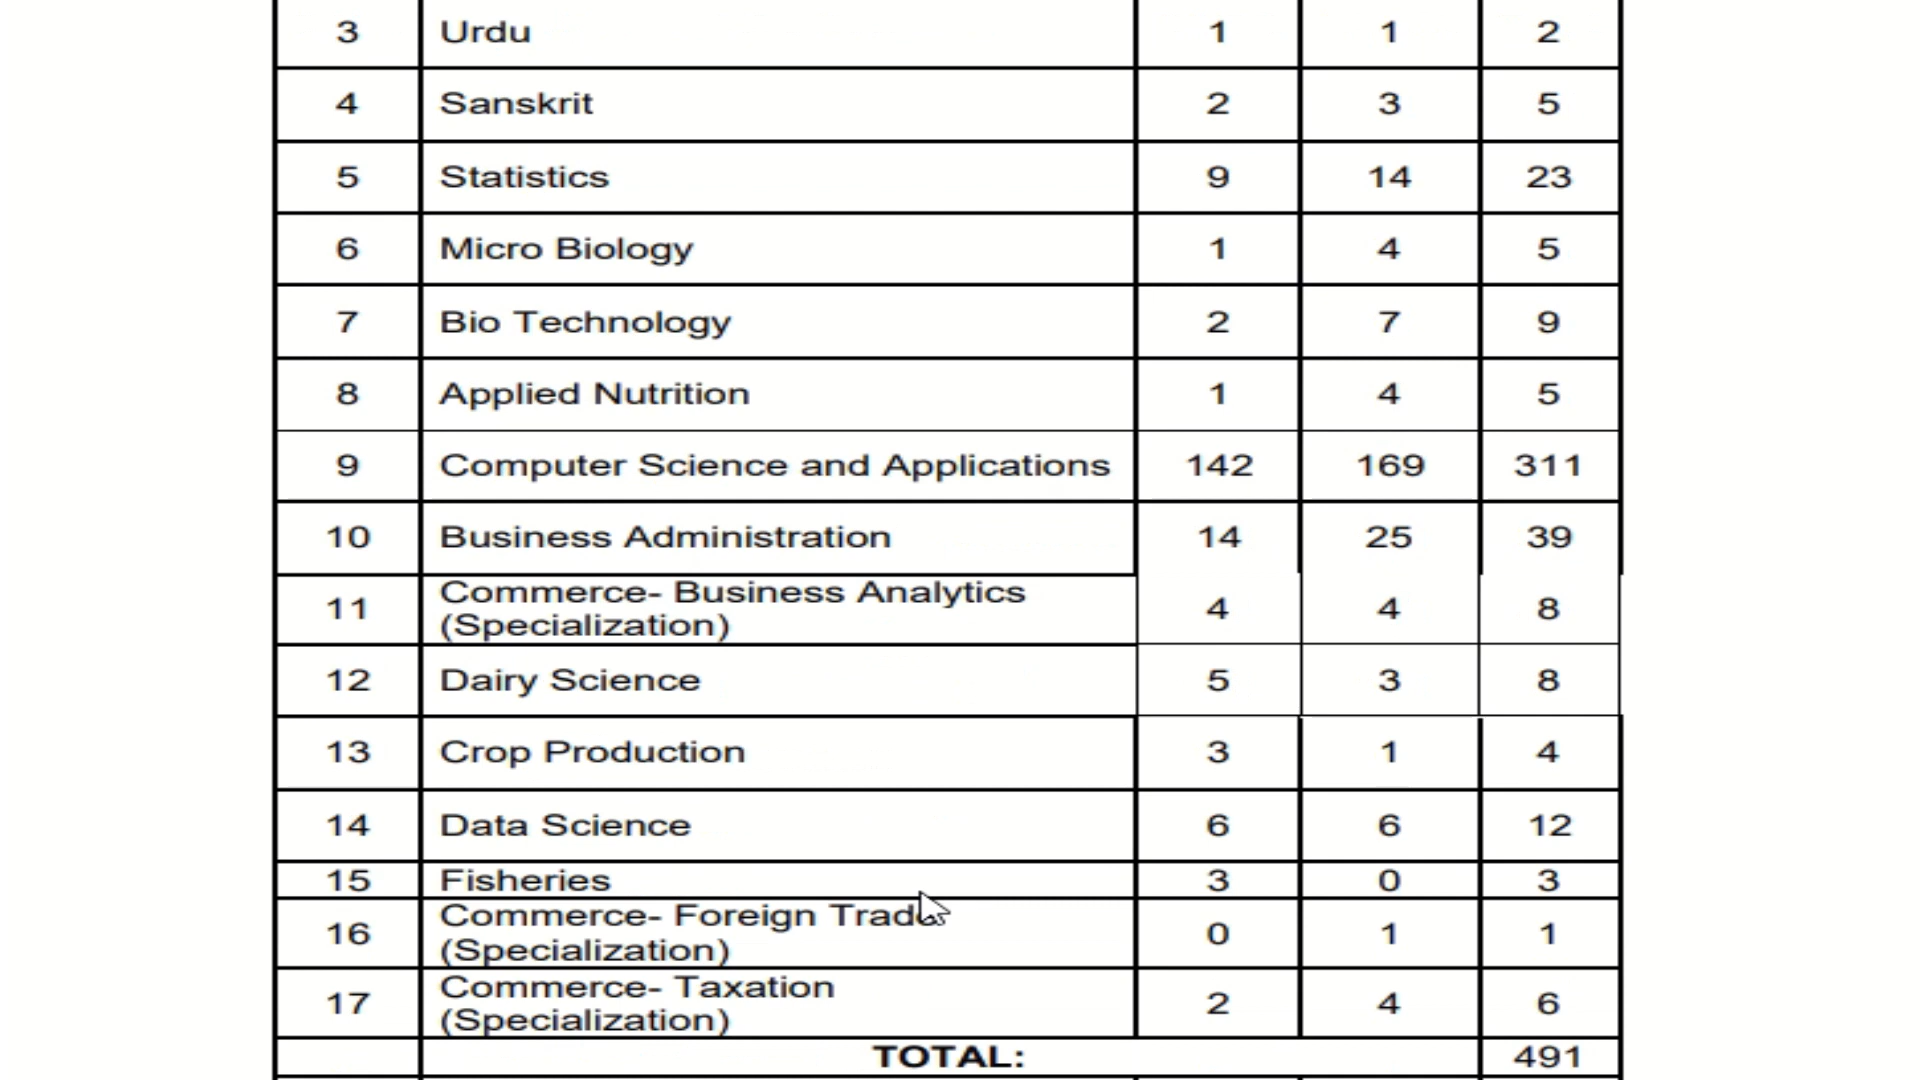 3 Urdu 1 1 2
4 Sanskrit 2 3 5
5 Statistics 9 14 23
6 Micro Biology 1 4 5
7 Bio Technology 2 7 9
8 Applied Nutrition 1 4 5
9 Computer Science and Applications 142 169 311
10 Business Administration 14 25 39
11 Commerce- Business Analytics
(Specialization) 4 4 8
12 Dairy Science 5 3 8
13 Crop Production 3 1 4
14 Data Science 6 6 12
15 Fisheries 3 0 3
16 Commerce- Foreign Trade
(Specialization) 0 1 1
17 Commerce- Taxation
(Specialization) 2 4 6
TOTAL: 491